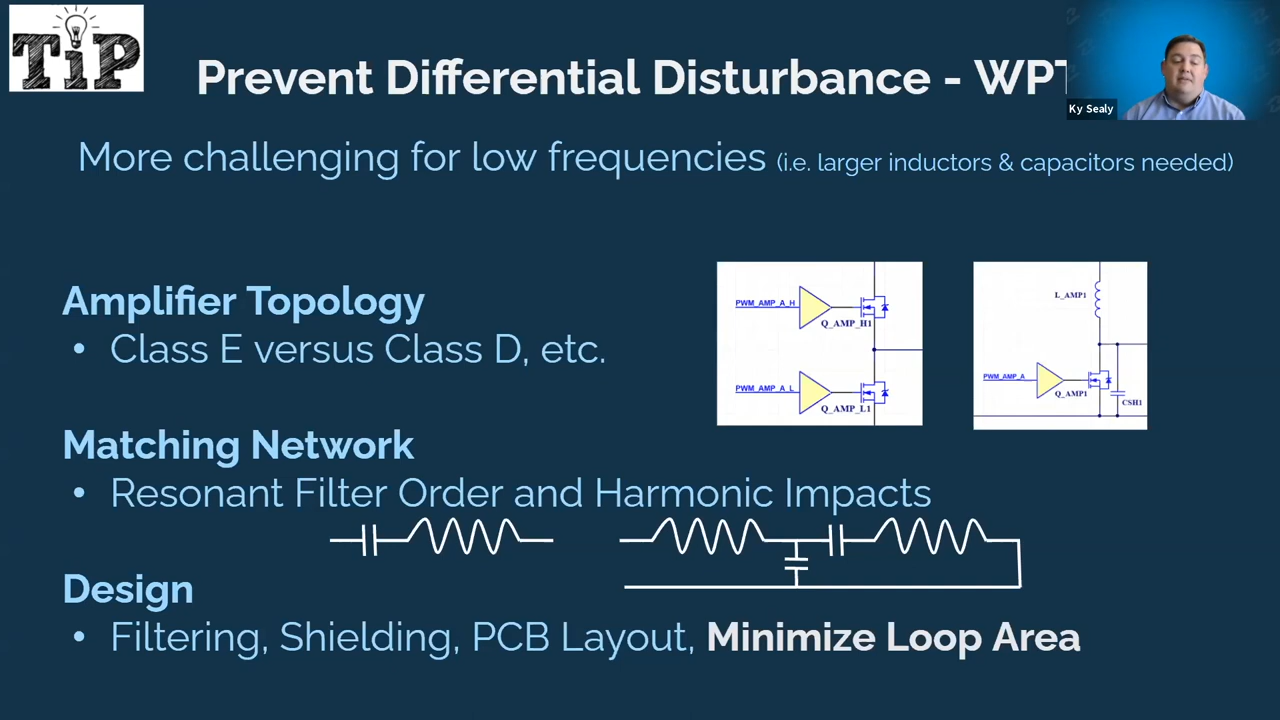 TiP
Prevent Differential Disturbance - WPT
Ky Sealy
More challenging for low frequencies (i.e. larger inductors & capacitors needed)
Amplifier Topology
• Class E versus Class D, etc.
PWM_AMP_A_H
Q_AMP_H1
PWM_AMP_A_L
Q_AMP_L1
L_AMP1
PWM_AMP_A
Q_AMP1
CSH1
Matching Network
• Resonant Filter Order and Harmonic Impacts
Design
• Filtering, Shielding, PCB Layout, Minimize Loop Area